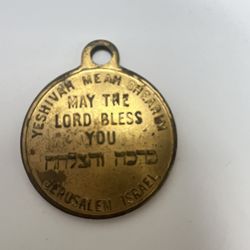 YESHIVAH MEAH SHEARIM
MAY THE
LORD BLESS
YOU
ברכה והצלחה
JERUSALEM ISRAEL